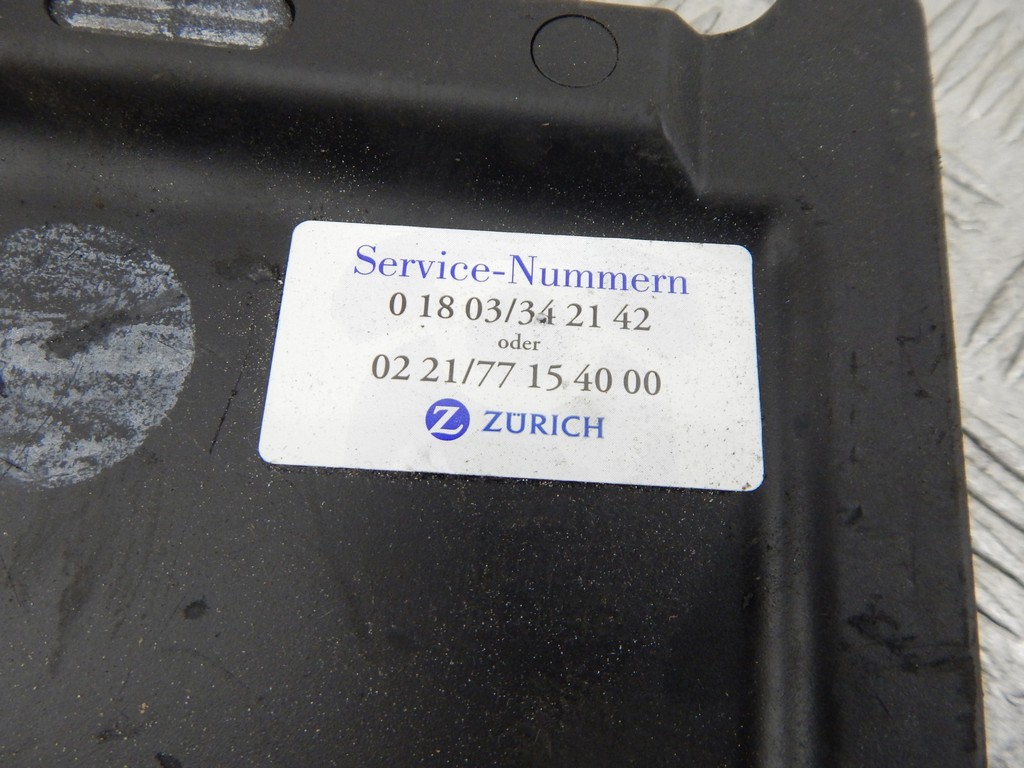 Service-Nummern
0 18 03/34 21 42
oder
02 21/77 15 40 00
Z ZÜRICH